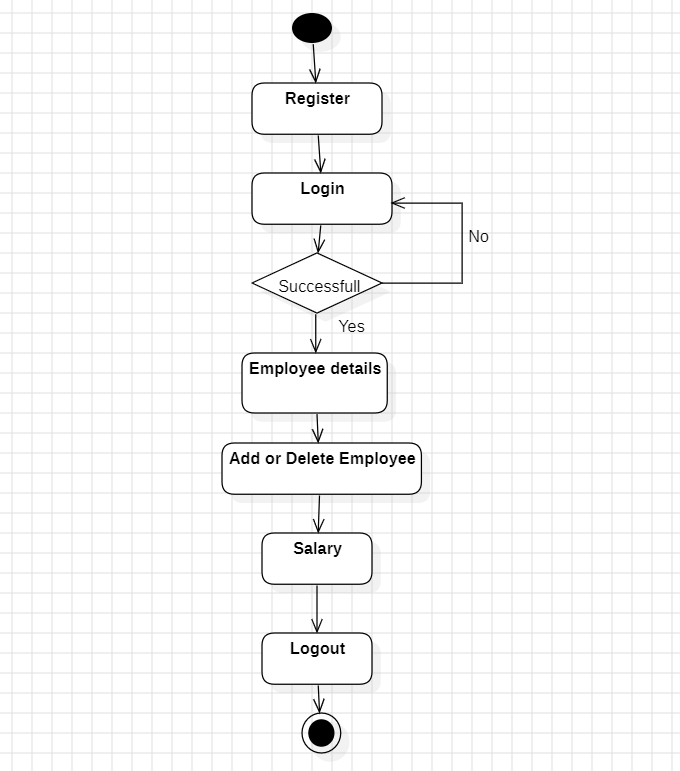 Register
Login
No
Successfull
Yes
Employee details
Add or Delete Employee
Salary
Logout